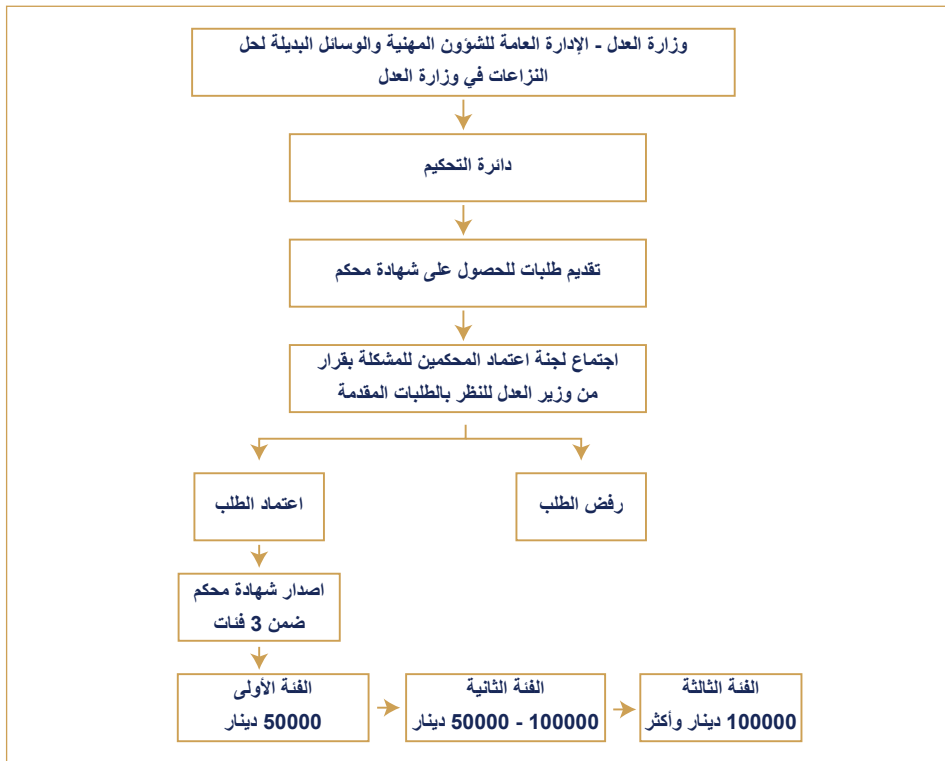 وزارة العدل - الإدارة العامة للشؤون المهنية والوسائل البديلة لحل
النزاعات في وزارة العدل
دائرة التحكيم
تقديم طلبات للحصول على شهادة محكم
اجتماع لجنة اعتماد المحكمين للمشكلة بقرار
من وزير العدل للنظر بالطلبات المقدمة
رفض الطلب
اعتماد الطلب
اصدار شهادة محكم
ضمن 3 فئات
الفئة الأولى
50000 دينار
الفئة الثانية
50000 - 100000 دينار
الفئة الثالثة
100000 دينار وأكثر